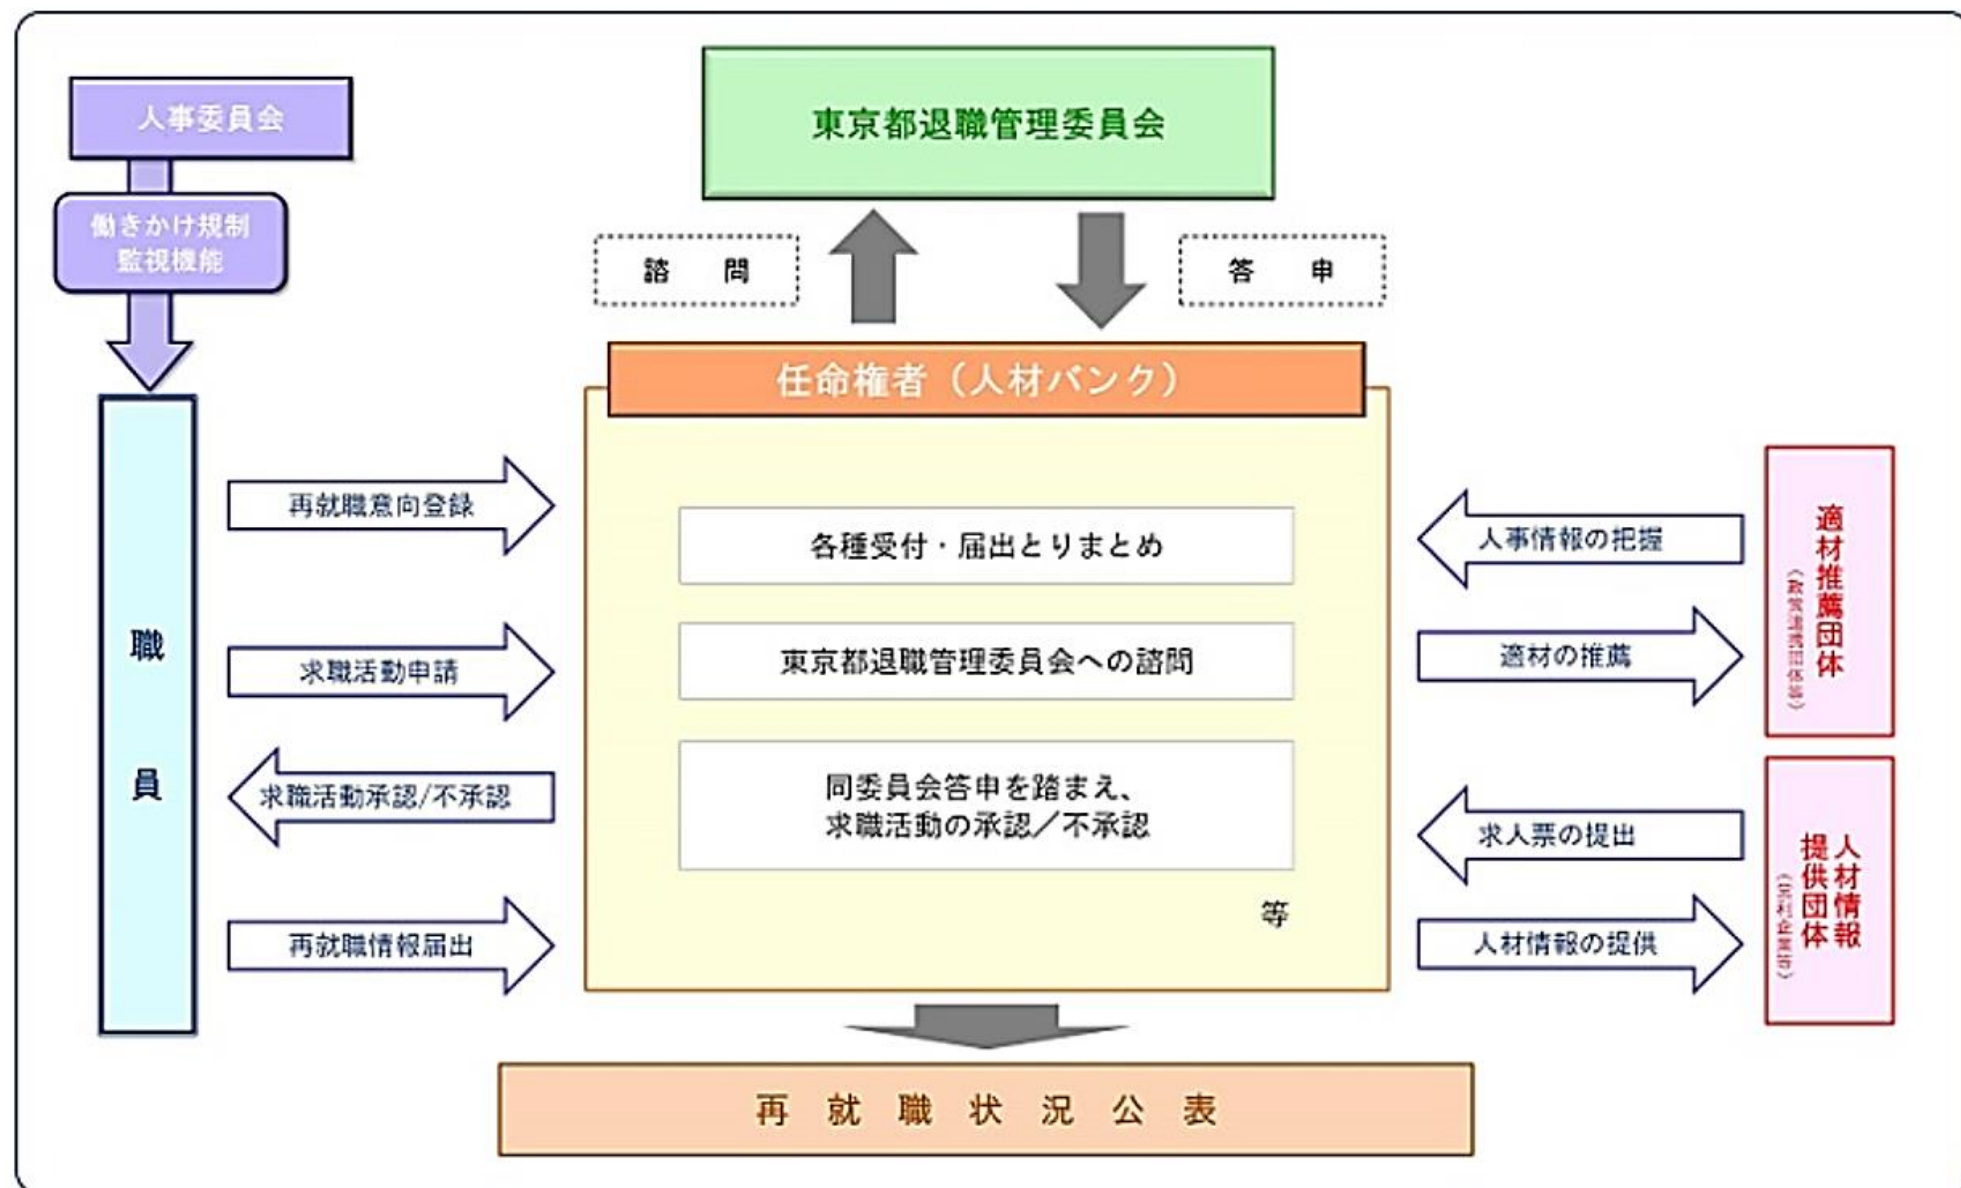 人事委員会
働きかけ規制
監視機能
東京都退職管理委員会
諮問
答申
任命権者（人材バンク）
職員
再就職意向登録
求職活動申請
求職活動承認/不承認
再就職情報届出
各種受付・届出とりまとめ
東京都退職管理委員会への諮問
同委員会答申を踏まえ、
求職活動の承認／不承認
等
人事情報の把握
適材の推薦
求人票の提出
人材情報の提供
適材推薦団体
人材情報
提供団体
再就職状況公表